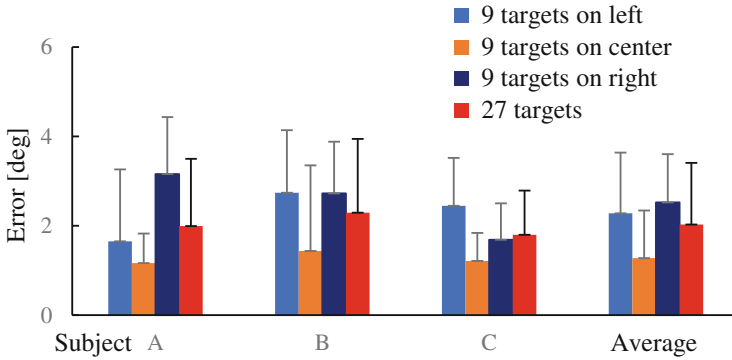 9 targets on left
9 targets on center
9 targets on right
27 targets
6
4
2
0
Error [deg]
Subject A B C Average